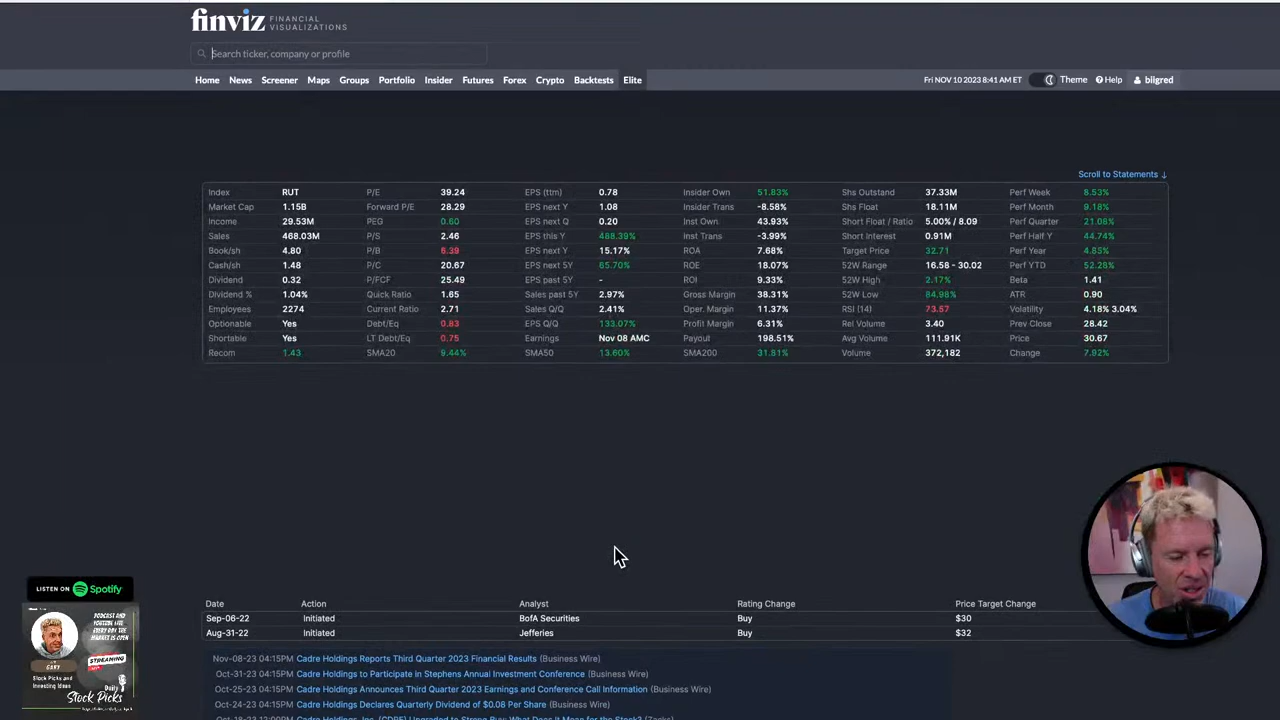 finviz FINANCIAL VISUALIZATIONS
Search ticker, company or profile
Home News Screener Maps Groups Portfolio Insider Futures Forex Crypto Backtests Elite Fri NOV 10 2023 8:41 AM ET Theme Help bligred
Scroll to Statements ↓
Index RUT P/E 39.24 EPS (ttm) 0.78 Insider Own 51.83% Shs Outstand 37.33M Perf Week 8.53%
Market Cap 1.15B Forward P/E 28.29 EPS next Y 1.08 Insider Trans -8.58% Shs Float 18.11M Perf Month 9.18%
Income 29.53M PEG 0.60 EPS next Q 0.20 Inst Own 43.93% Short Float / Ratio 5.00% / 8.09 Perf Quarter 21.08%
Sales 468.03M P/S 2.46 EPS this Y 488.39% Inst Trans -3.99% Short Interest 0.91M Perf Half Y 44.74%
Book/sh 4.80 P/B 6.39 EPS next Y 15.17% ROA 7.68% Target Price 32.71 Perf Year 4.85%
Cash/sh 1.48 P/C 20.67 EPS next 5Y 65.70% ROE 18.07% 52W Range 16.58 - 30.02 Perf YTD 52.28%
Dividend 0.32 P/FCF 25.49 EPS past 5Y - ROI 9.33% 52W High 2.17% Beta 1.41
Dividend % 1.04% Quick Ratio 1.65 Sales past 5Y 2.97% Gross Margin 38.31% 52W Low 84.98% ATR 0.90
Employees 2274 Current Ratio 2.71 Sales Q/Q 2.41% Oper. Margin 11.37% RSI (14) 73.57 Volatility 4.18% 3.04%
Optionable Yes Debt/Eq 0.83 EPS Q/Q 133.07% Profit Margin 6.31% Rel Volume 3.40 Prev Close 28.42
Shortable Yes LT Debt/Eq 0.75 Earnings Nov 08 AMC Payout 198.51% Avg Volume 111.91K Price 30.67
Recom 1.43 SMA20 9.44% SMA50 13.60% SMA200 31.81% Volume 372,182 Change 7.92%
Date Action Analyst Rating Change Price Target Change
Sep-06-22 Initiated BofA Securities Buy $30
Aug-31-22 Initiated Jefferies Buy $32
Nov-08-23 04:15PM Cadre Holdings Reports Third Quarter 2023 Financial Results (Business Wire)
Oct-31-23 04:15PM Cadre Holdings to Participate in Stephens Annual Investment Conference (Business Wire)
Oct-25-23 04:15PM Cadre Holdings Announces Third Quarter 2023 Earnings and Conference Call Information (Business Wire)
Oct-24-23 04:15PM Cadre Holdings Declares Quarterly Dividend of $0.08 Per Share (Business Wire)
LISTEN ON Spotify
PODCAST AND
YOUTUBE LIVE
EVERY DAY THE
MARKET IS OPEN
GARY
STREAMING
Stock Picks and
Investing Ideas
Daily
Stock Picks